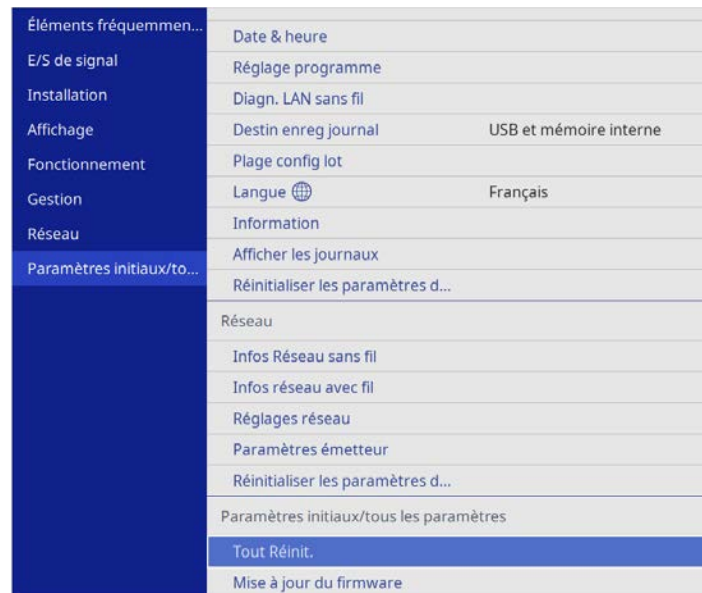 Éléments fréquemmen...
E/S de signal
Installation
Affichage
Fonctionnement
Gestion
Réseau
Paramètres initiaux/to...
Date & heure
Réglage programme
Diagn. LAN sans fil
Destin enreg journal USB et mémoire interne
Plage config lot
Langue Français
Information
Afficher les journaux
Réinitialiser les paramètres d...
Réseau
Infos Réseau sans fil
Infos réseau avec fil
Réglages réseau
Paramètres émetteur
Réinitialiser les paramètres d...
Paramètres initiaux/tous les paramètres
Tout Réinit.
Mise à jour du firmware